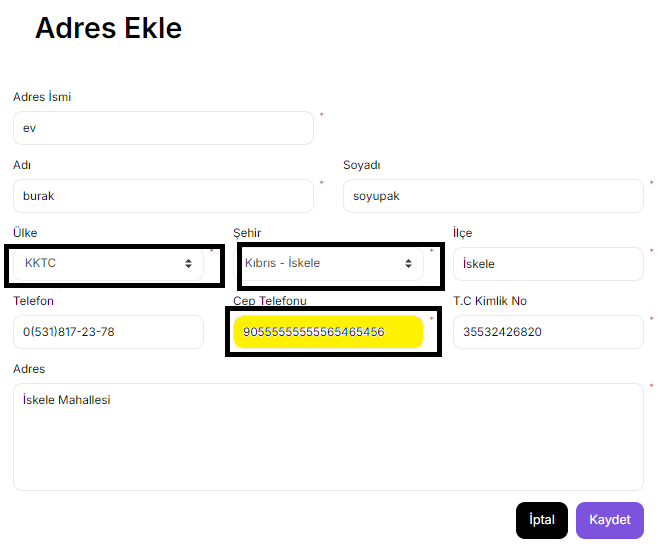 Adres Ekle
Adres İsmi
ev *
Adı Soyadı
burak * soyupak *
Ülke Şehir İlçe
KKTC * Kıbrıs - İskele * İskele *
Telefon Cep Telefonu T.C Kimlik No
0(531)817-23-78 90555555555565465456 * 35532426820 *
Adres
İskele Mahallesi *
İptal Kaydet